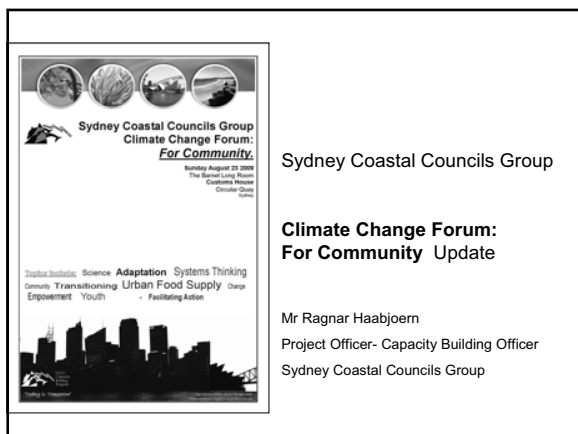 Sydney Coastal Councils Group
Climate Change Forum:
For Community.
Sunday August 23 2009
The Barnet Long Room
Customs House
Circular Quay
Sydney
Topics Include: Science Adaptation Systems Thinking
Community Transitioning Urban Food Supply Change
Empowerment Youth - Facilitating Action
Sydney Coastal Councils Group
Climate Change Forum:
For Community Update
Mr Ragnar Haabjoern
Project Officer- Capacity Building Officer
Sydney Coastal Councils Group